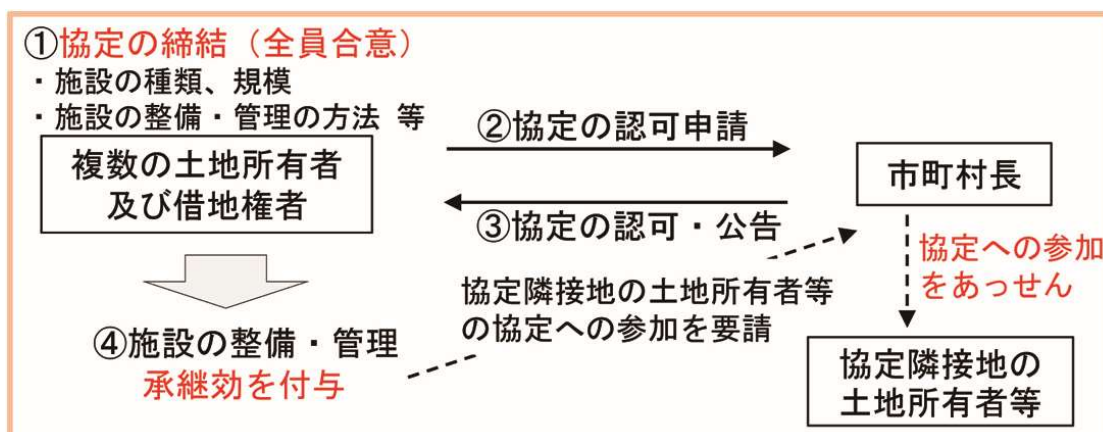 ①協定の締結（全員合意）
・施設の種類、規模
・施設の整備・管理の方法 等
複数の土地所有者
及び借地権者
②協定の認可申請
③協定の認可・公告
市町村長
協定への参加
をあっせん
協定隣接地の土地所有者等
の協定への参加を要請
④施設の整備・管理
承継効を付与
協定隣接地の
土地所有者等